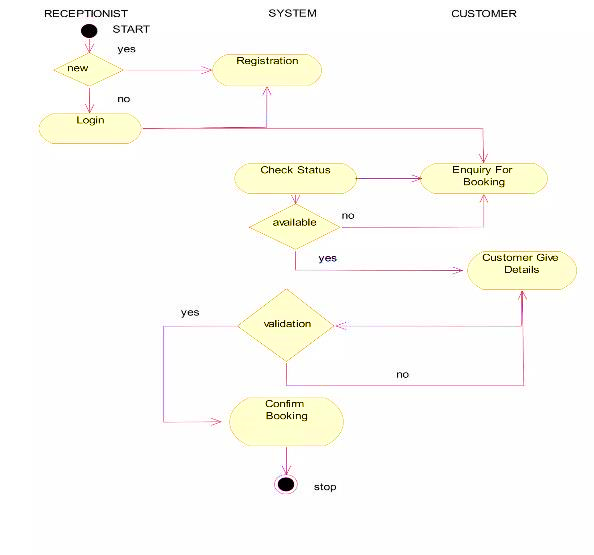 RECEPTIONIST SYSTEM CUSTOMER
START
yes
new
Registration
no
Login
Check Status
Enquiry For
Booking
available
no
yes
Customer Give
Details
yes
validation
no
Confirm
Booking
stop